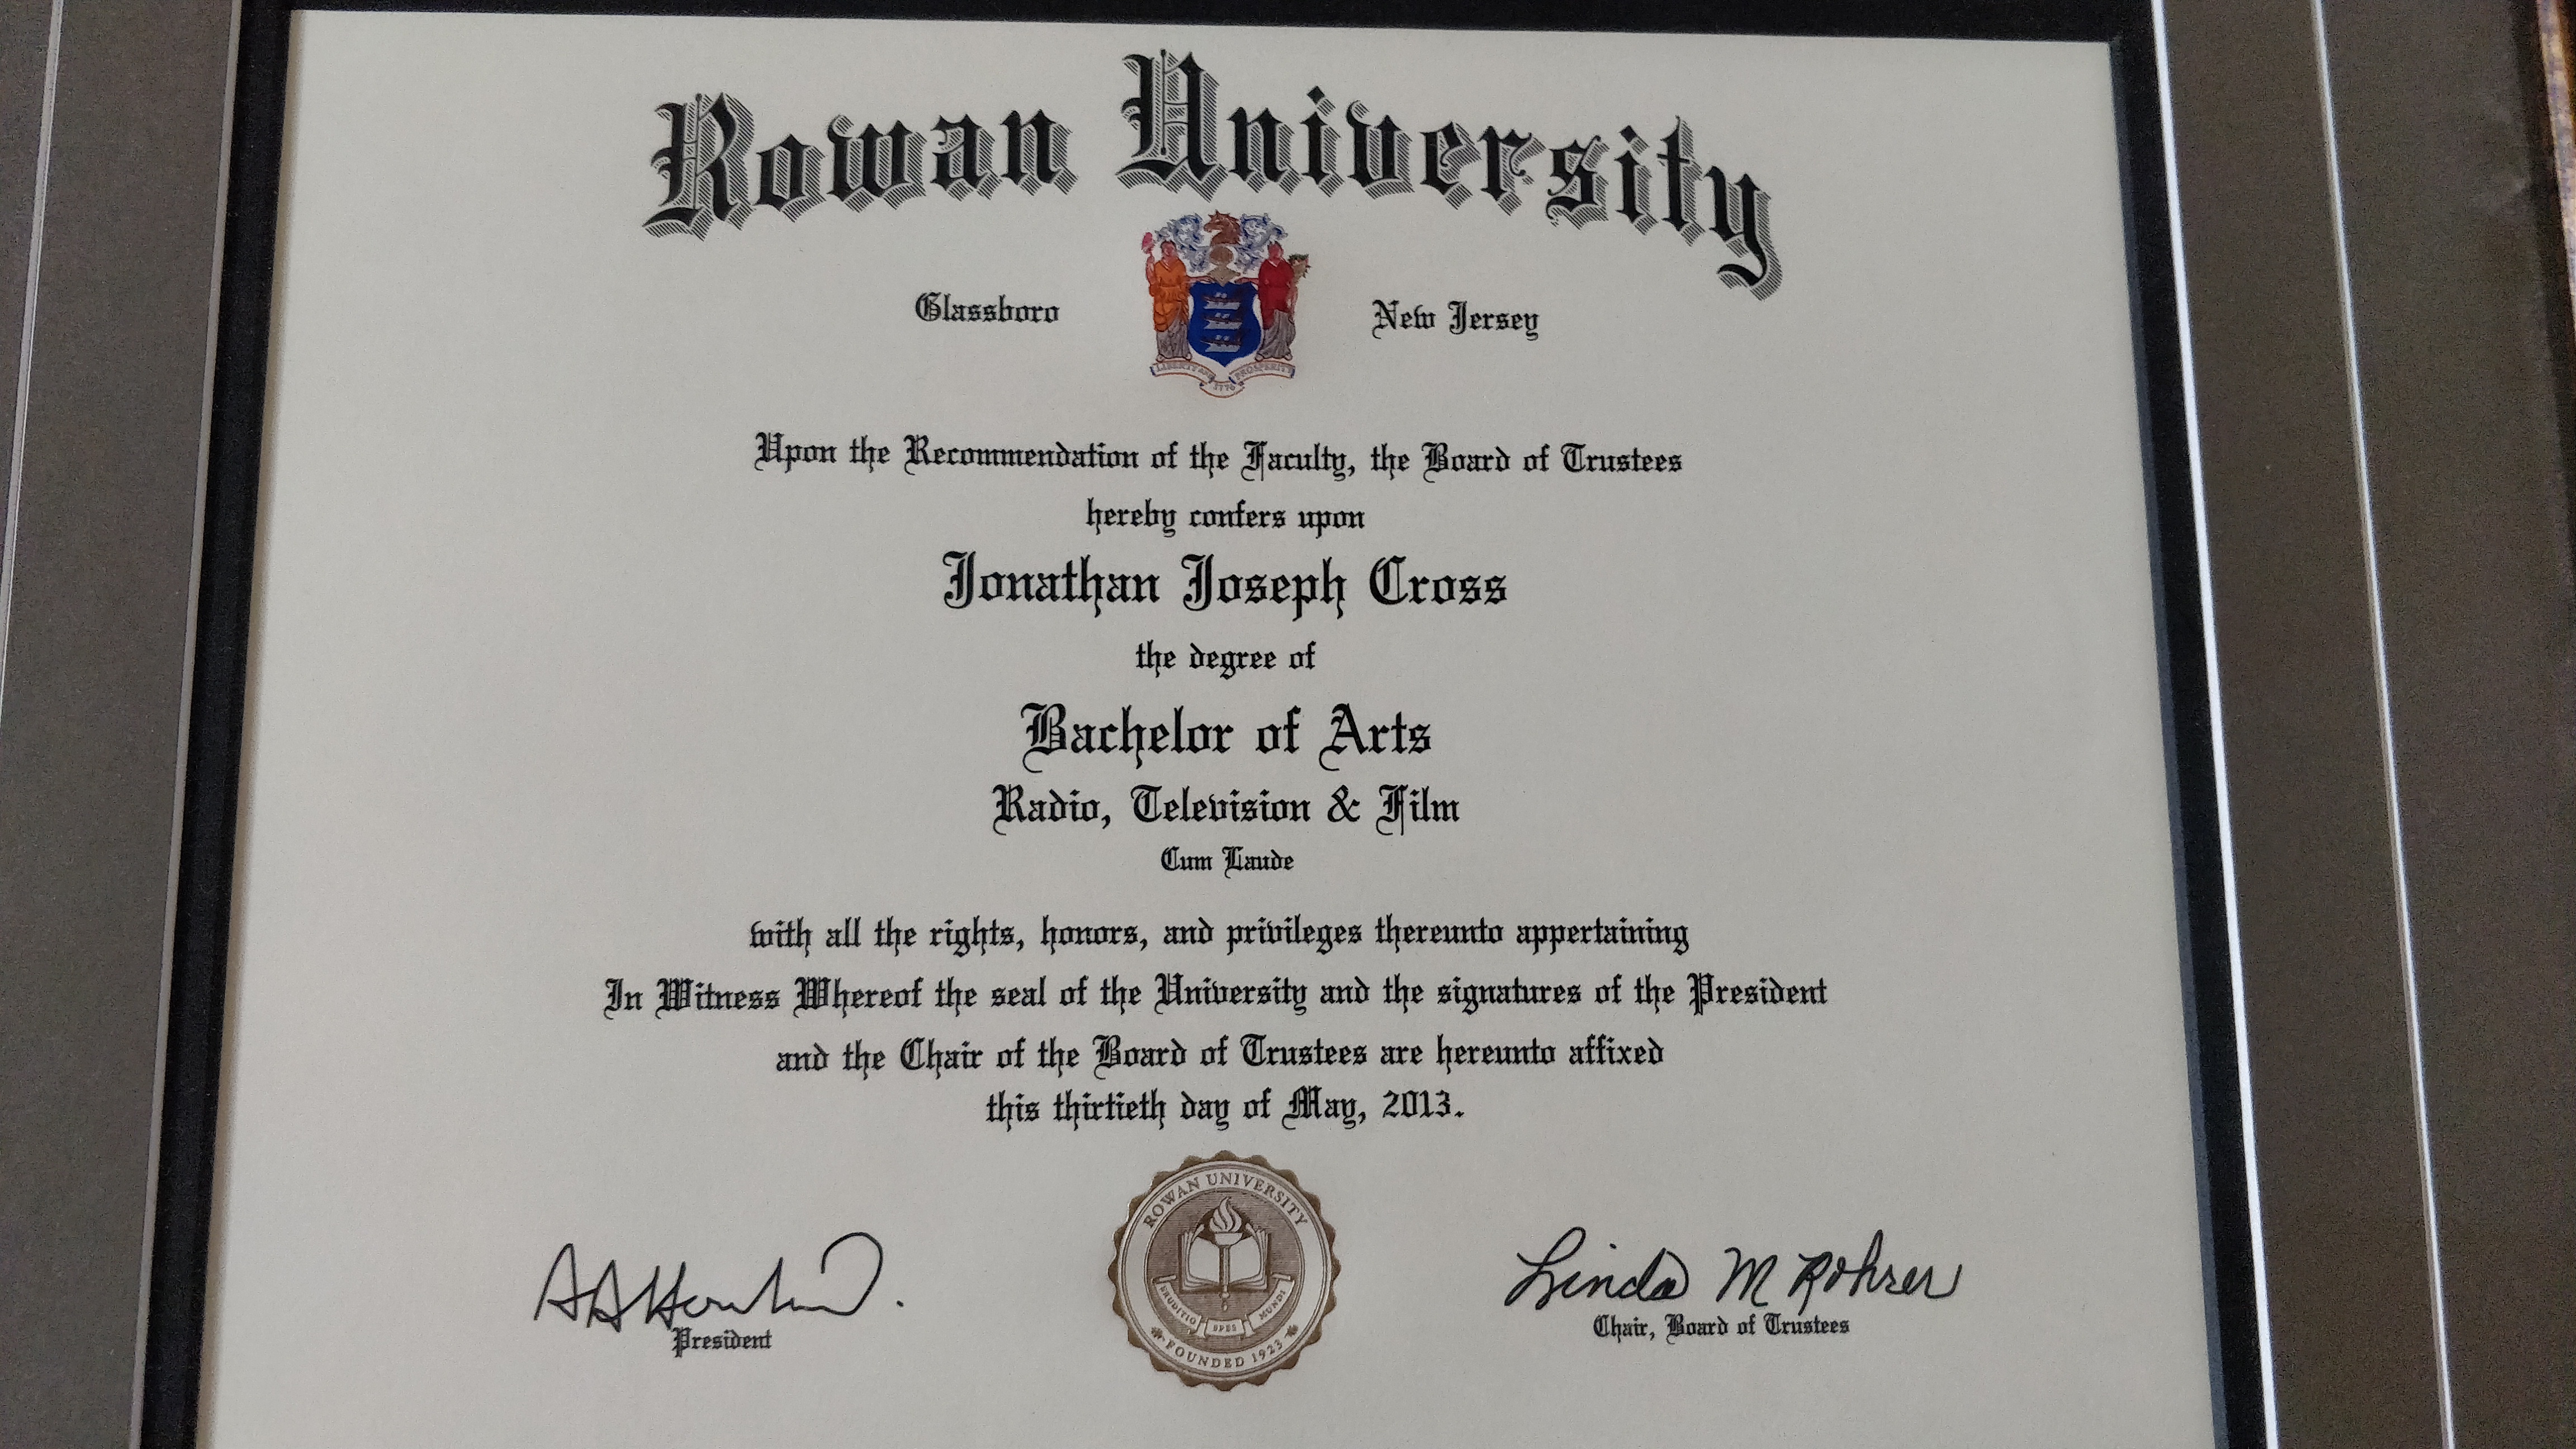 Rowan University
Glassboro New Jersey
LIBERTY AND PROSPERITY
1776
Upon the Recommendation of the Faculty, the Board of Trustees
hereby confers upon
Jonathan Joseph Cross
the degree of
Bachelor of Arts
Radio, Television & Film
Cum Laude
with all the rights, honors, and privileges thereunto appertaining
In Witness Whereof the seal of the University and the signatures of the President
and the Chair of the Board of Trustees are hereunto affixed
this thirtieth day of May, 2013.
ROWAN UNIVERSITY
ERUDITIO SPES MUNDI
FOUNDED 1923
President
Linda M Rohrer
Chair, Board of Trustees